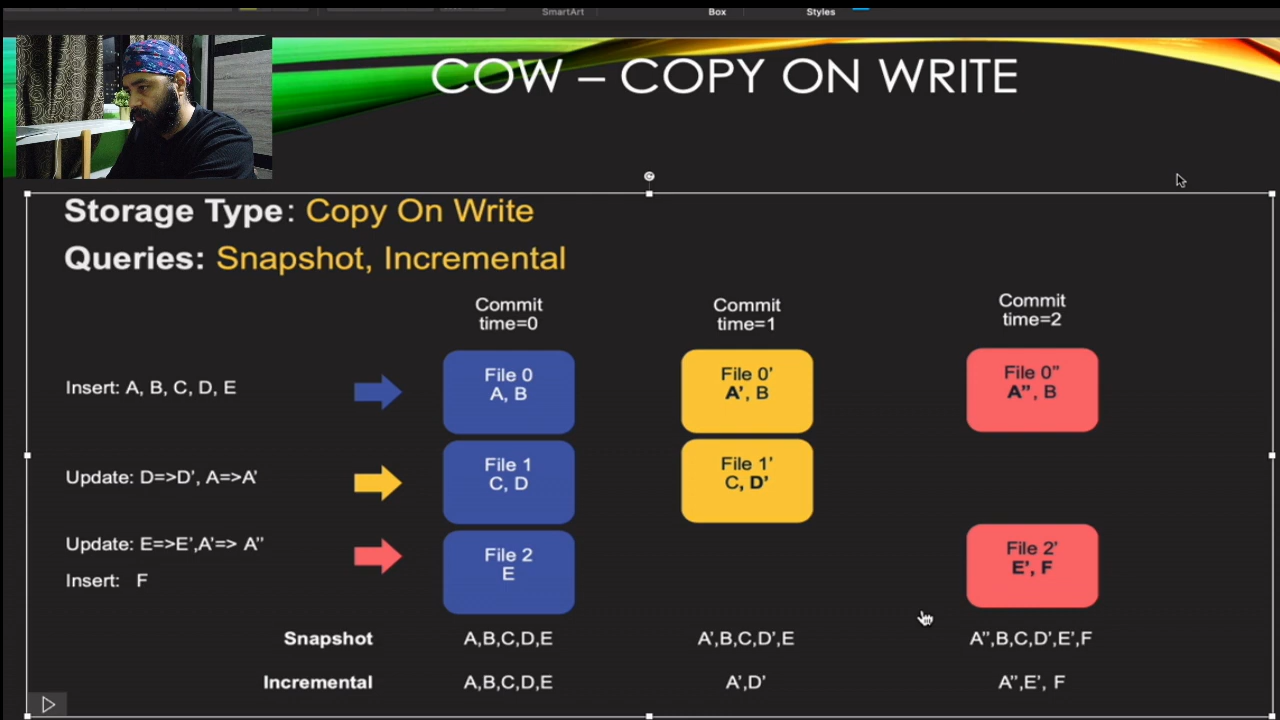 SmartArt
Box
Styles
COW – COPY ON WRITE
Storage Type: Copy On Write
Queries: Snapshot, Incremental
Commit
time=0
Commit
time=1
Commit
time=2
Insert: A, B, C, D, E
File 0
A, B
File 0'
A', B
File 0”
A”, B
Update: D=>D’, A=>A’
File 1
C, D
File 1'
C, D’
Update: E=>E’,A’=> A”
Insert: F
File 2
E
File 2'
E’, F
Snapshot
A,B,C,D,E
A’,B,C,D’,E
A”,B,C,D’,E’,F
Incremental
A,B,C,D,E
A’,D’
A”,E’, F